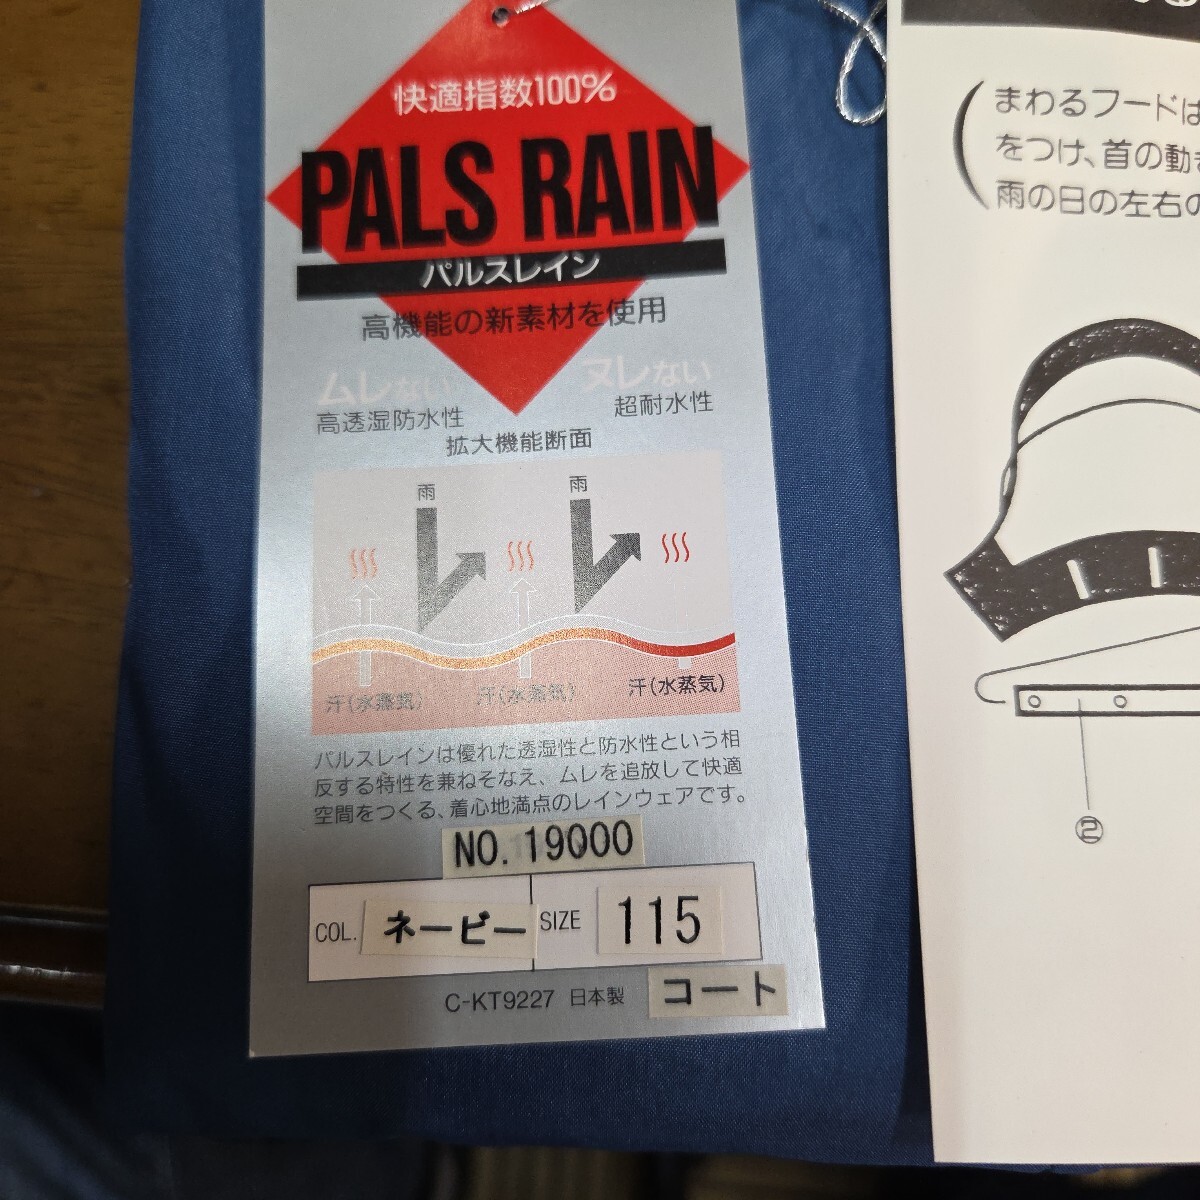 快適指数100%
PALS RAIN
パルスレイン
高機能の新素材を使用
ムレない
高透湿防水性
ヌレない
超耐水性
拡大機能断面
雨
雨
汗(水蒸気)
汗(水蒸気)
汗(水蒸気)
パルスレインは優れた透湿性と防水性という相
反する特性を兼ねそなえ、ムレを追放して快適
空間をつくる、着心地満点のレインウェアです。
NO. 19000
COL. ネービー SIZE 115
C-KT9227 日本製 コート
まわるフードは
をつけ、首の動き
雨の日の左右の
②